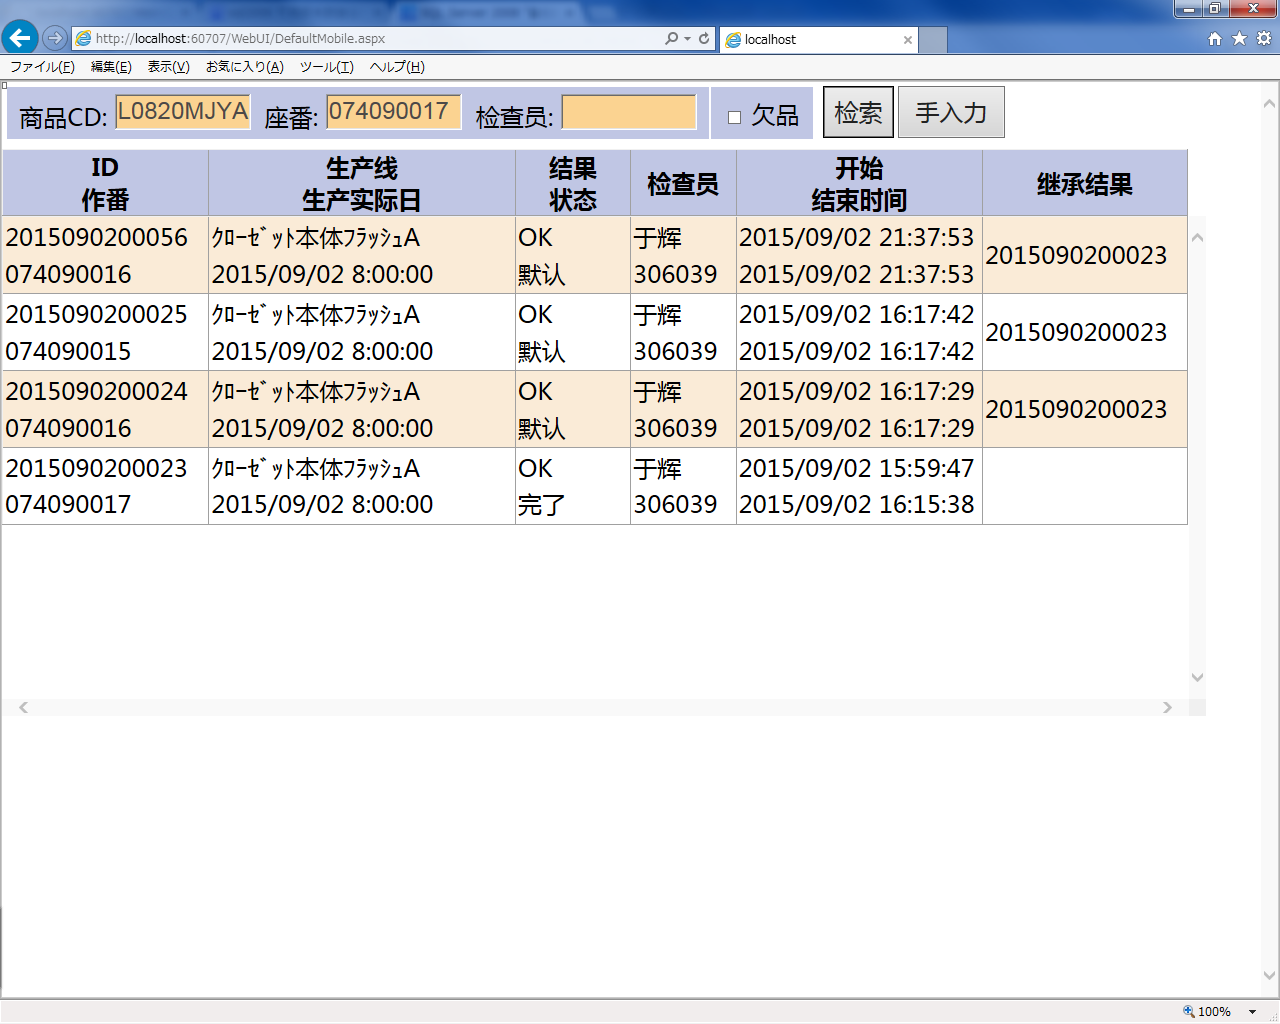 http://localhost:60707/WebUI/DefaultMobile.aspx
localhost
ファイル(F) 編集(E) 表示(V) お気に入り(A) ツール(T) ヘルプ(H)
商品CD: L0820MJYA 座番: 074090017 检查员: 欠品 检索 手入力
ID 生产线 结果 检查员 开始 继承结果
作番 生产实际日 状态 结束时间
2015090200056 ｸﾛｰｾﾞｯﾄ本体ﾌﾗｯｼｭA OK 于辉 2015/09/02 21:37:53 2015090200023
074090016 2015/09/02 8:00:00 默认 306039 2015/09/02 21:37:53
2015090200025 ｸﾛｰｾﾞｯﾄ本体ﾌﾗｯｼｭA OK 于辉 2015/09/02 16:17:42 2015090200023
074090015 2015/09/02 8:00:00 默认 306039 2015/09/02 16:17:42
2015090200024 ｸﾛｰｾﾞｯﾄ本体ﾌﾗｯｼｭA OK 于辉 2015/09/02 16:17:29 2015090200023
074090016 2015/09/02 8:00:00 默认 306039 2015/09/02 16:17:29
2015090200023 ｸﾛｰｾﾞｯﾄ本体ﾌﾗｯｼｭA OK 于辉 2015/09/02 15:59:47
074090017 2015/09/02 8:00:00 完了 306039 2015/09/02 16:15:38
100%